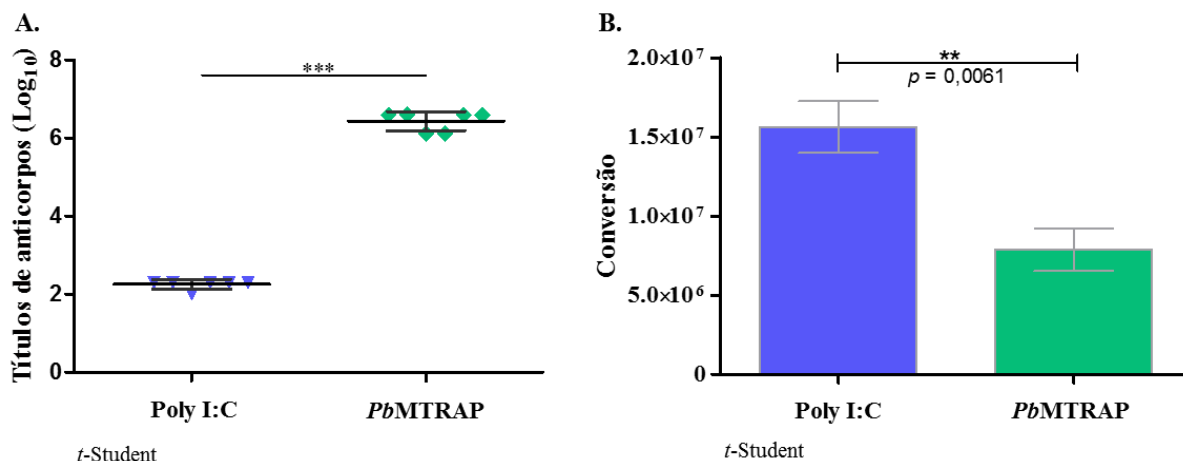 A.
Títulos de anticorpos (Log10)
8
6
4
2
0
***
Poly I:C
PbMTRAP
t-Student
B.
Conversão
2.0×10⁷
1.5×10⁷
1.0×10⁷
5.0×10⁶
0
**
p = 0,0061
Poly I:C
PbMTRAP
t-Student